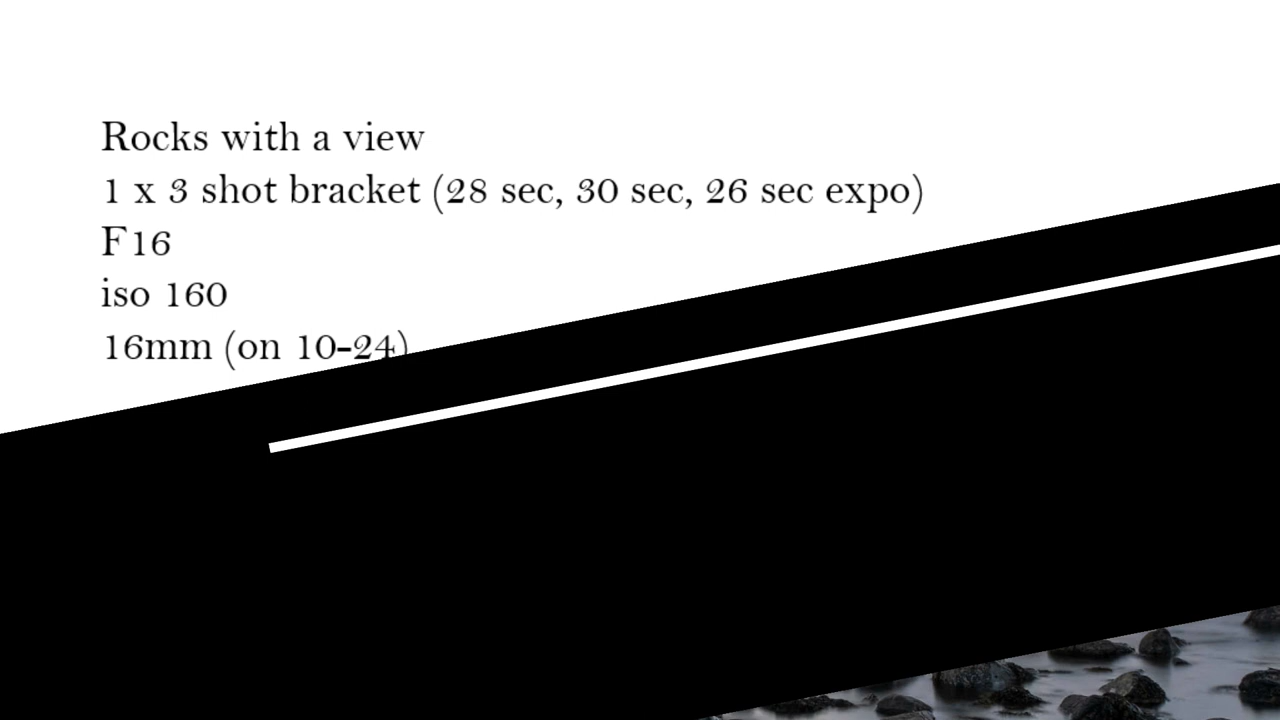 Rocks with a view
1 x 3 shot bracket (28 sec, 30 sec, 26 sec expo)
F16
iso 160
16mm (on 10-24)